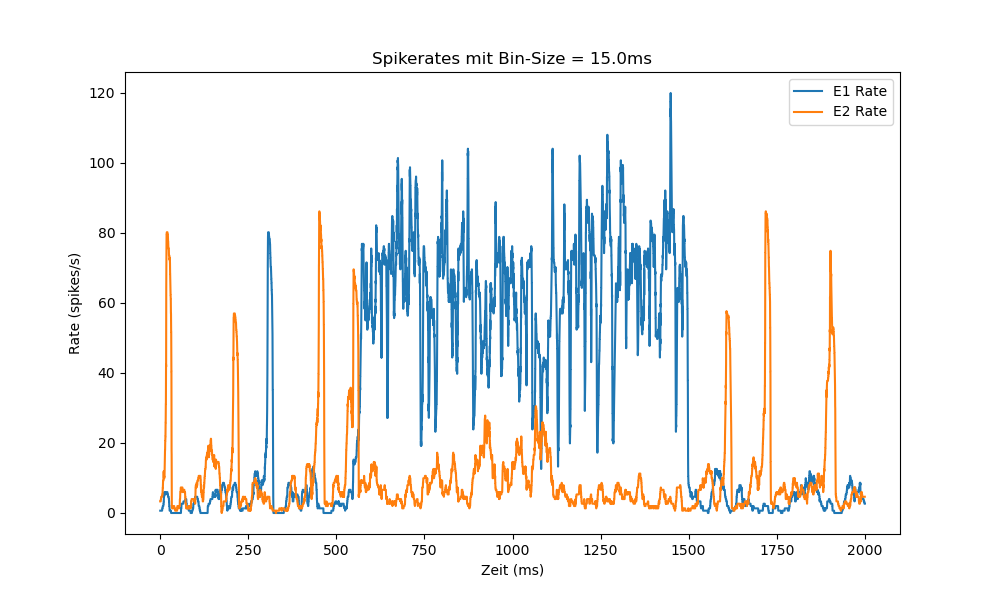 Spikerates mit Bin-Size = 15.0ms
E1 Rate
E2 Rate
Rate (spikes/s)
120
100
80
60
40
20
0
0 250 500 750 1000 1250 1500 1750 2000
Zeit (ms)